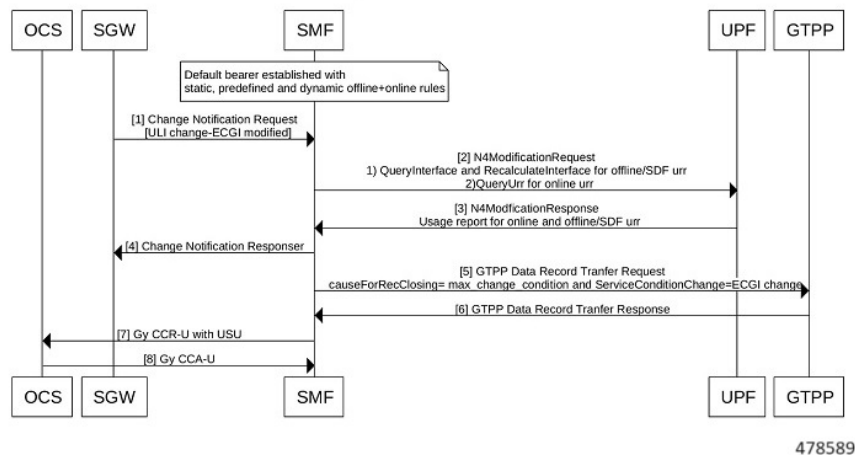 OCS SGW SMF UPF GTPP
Default bearer established with
static, predefined and dynamic offline+online rules
[1] Change Notification Request
[ULI change-ECGI modified]
[2] N4ModificationRequest
1) QueryInterface and RecalculateInterface for offline/SDF urr
2)QueryUrr for online urr
[3] N4ModficationResponse
Usage report for online and offline/SDF urr
[4] Change Notification Responser
[5] GTPP Data Record Tranfer Request
causeForRecClosing= max_change_condition and ServiceConditionChange=ECGI change
[6] GTPP Data Record Tranfer Response
[7] Gy CCR-U with USU
[8] Gy CCA-U
OCS SGW SMF UPF GTPP
478589